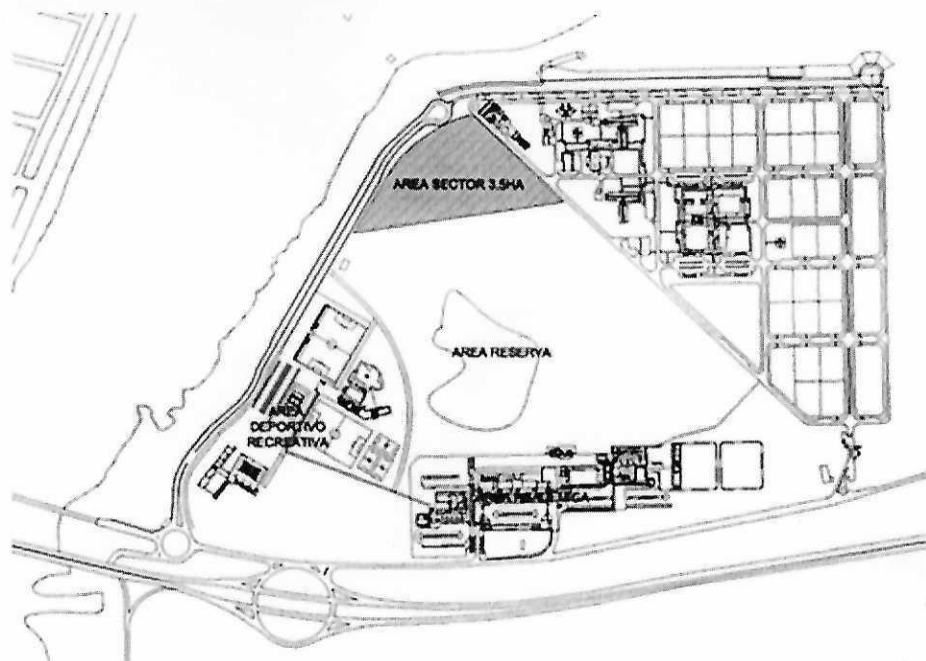 AREA SECTOR 3.5HA
AREA RESERVA
AREA
DEPORTIVO
RECREATIVA